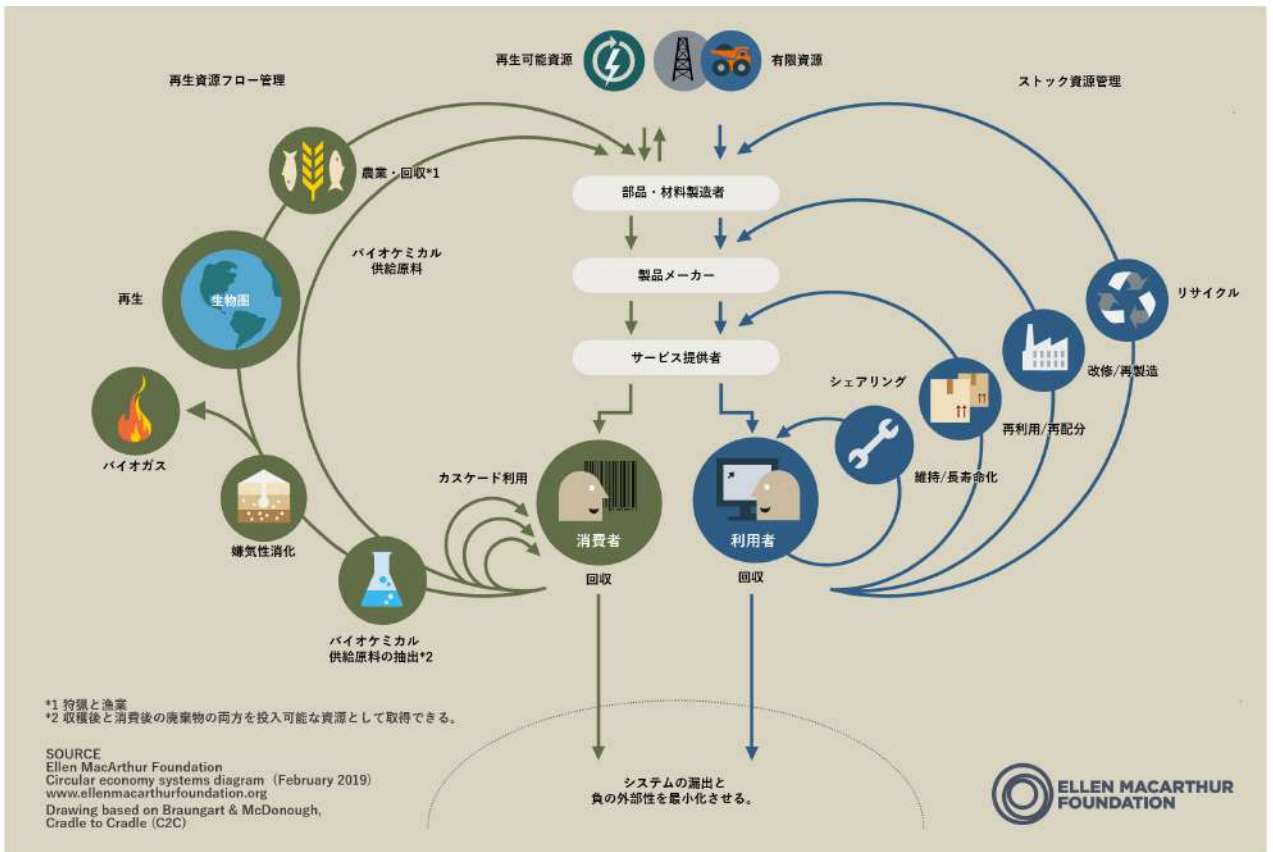 再生可能資源
有限資源
再生資源フロー管理
ストック資源管理
農業・回収*1
部品・材料製造者
バイオケミカル
供給原料
製品メーカー
再生
生物圏
リサイクル
サービス提供者
改修/再製造
シェアリング
再利用/再配分
バイオガス
カスケード利用
維持/長寿命化
嫌気性消化
消費者
利用者
回収
回収
バイオケミカル
供給原料の抽出*2
*1 狩猟と漁業
*2 収穫後と消費後の廃棄物の両方を投入可能な資源として取得できる。
SOURCE
Ellen MacArthur Foundation
Circular economy systems diagram (February 2019)
www.ellenmacarthurfoundation.org
Drawing based on Braungart & McDonough,
Cradle to Cradle (C2C)
システムの漏出と
負の外部性を最小化させる。
ELLEN MACARTHUR
FOUNDATION